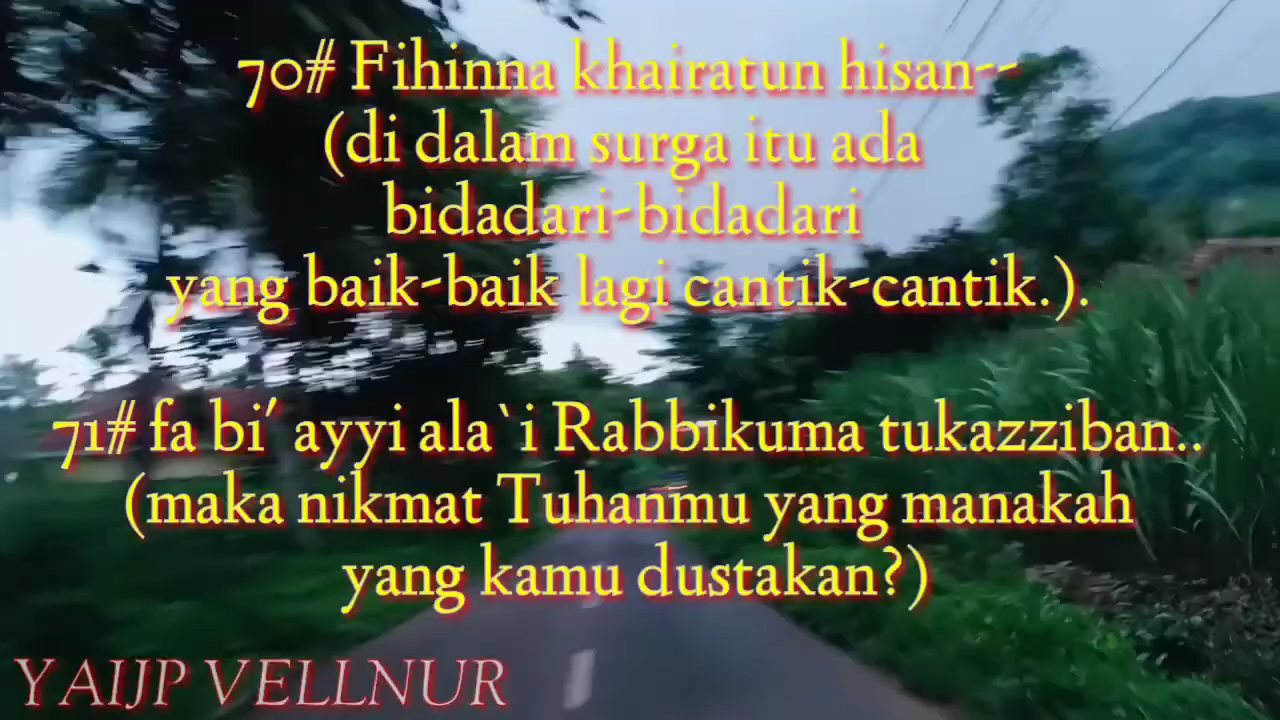 70# Fihinna khairatun hisan--
(di dalam surga itu ada
bidadari-bidadari
yang baik-baik lagi cantik-cantik.).
71# fa bi' ayyi ala`i Rabbikuma tukazziban..
(maka nikmat Tuhanmu yang manakah
yang kamu dustakan?)
YAIJP VELLNUR